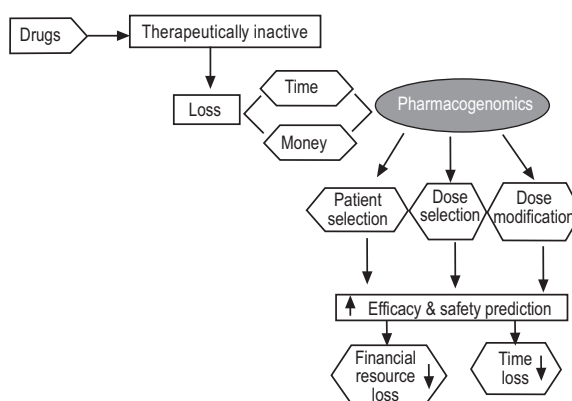 Drugs
Therapeutically inactive
Loss
Time
Money
Pharmacogenomics
Patient
selection
Dose
selection
Dose
modification
Efficacy & safety prediction
Financial
resource
loss
Time
loss